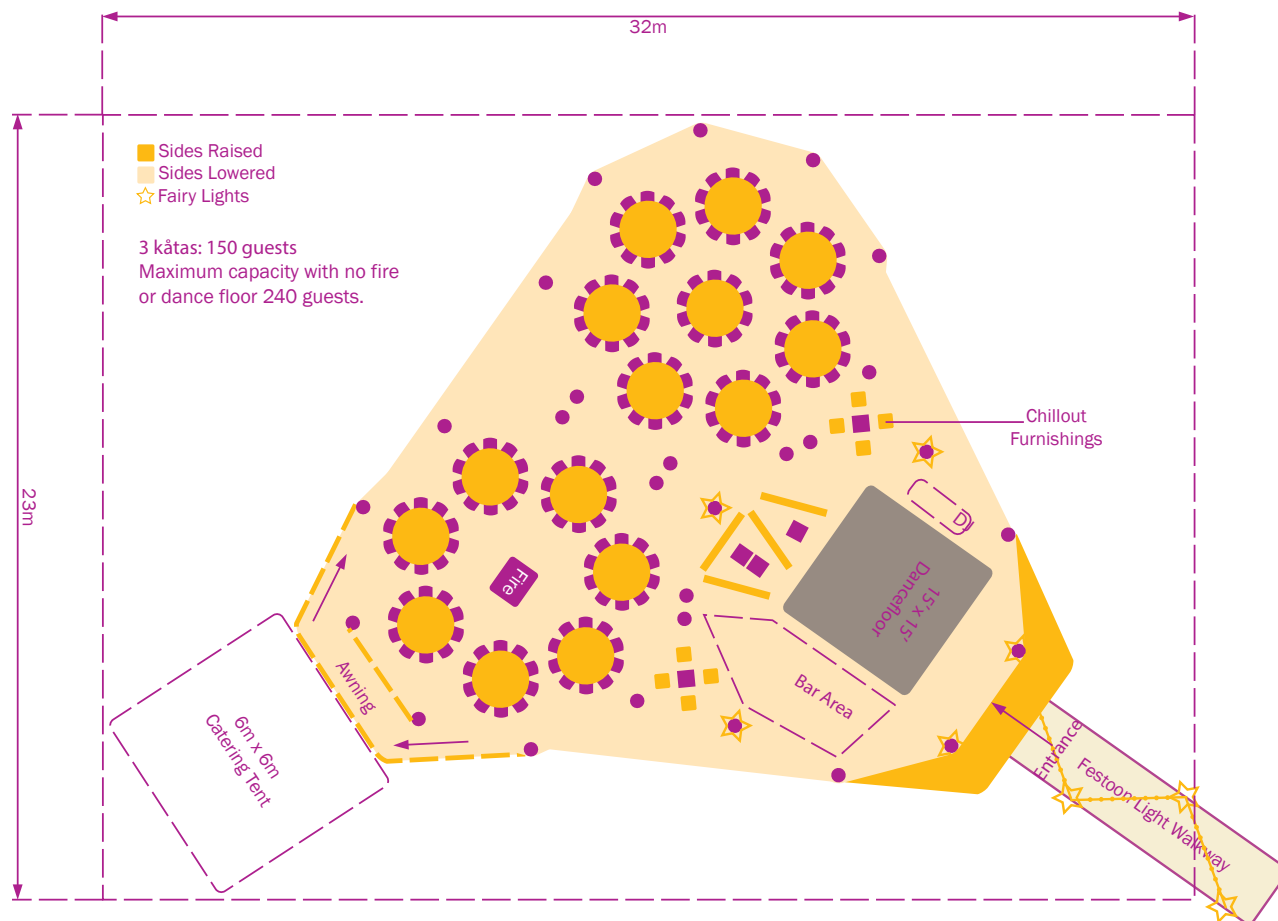 32m
23m
Sides Raised
Sides Lowered
Fairy Lights
3 kåtas: 150 guests
Maximum capacity with no fire
or dance floor 240 guests.
Chillout
Furnishings
DJ
15' x 15'
Dancefloor
Fire
Awning
Bar Area
6m x 6m
Catering Tent
Entrance
Festoon Light Walkway